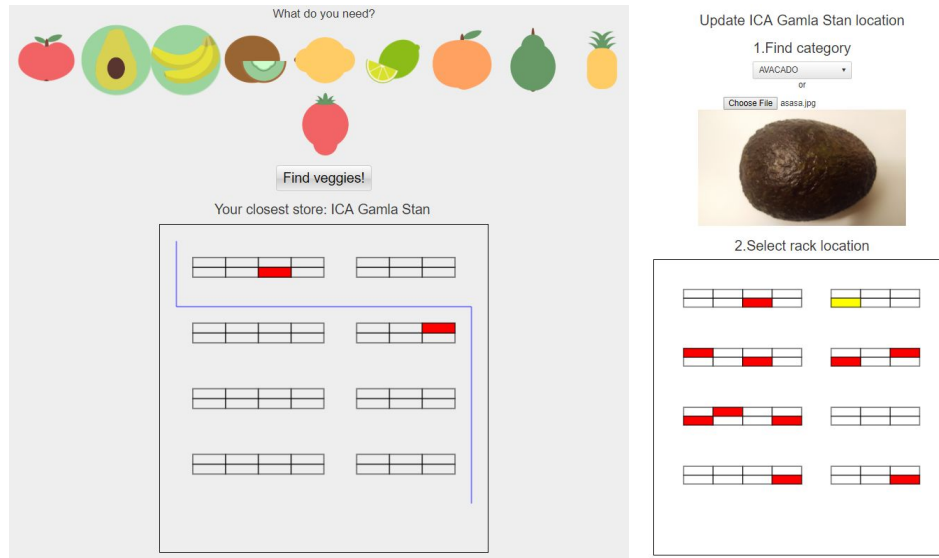 What do you need?
Find veggies!
Your closest store: ICA Gamla Stan
Update ICA Gamla Stan location
1.Find category
AVACADO
or
Choose File asasa.jpg
2.Select rack location